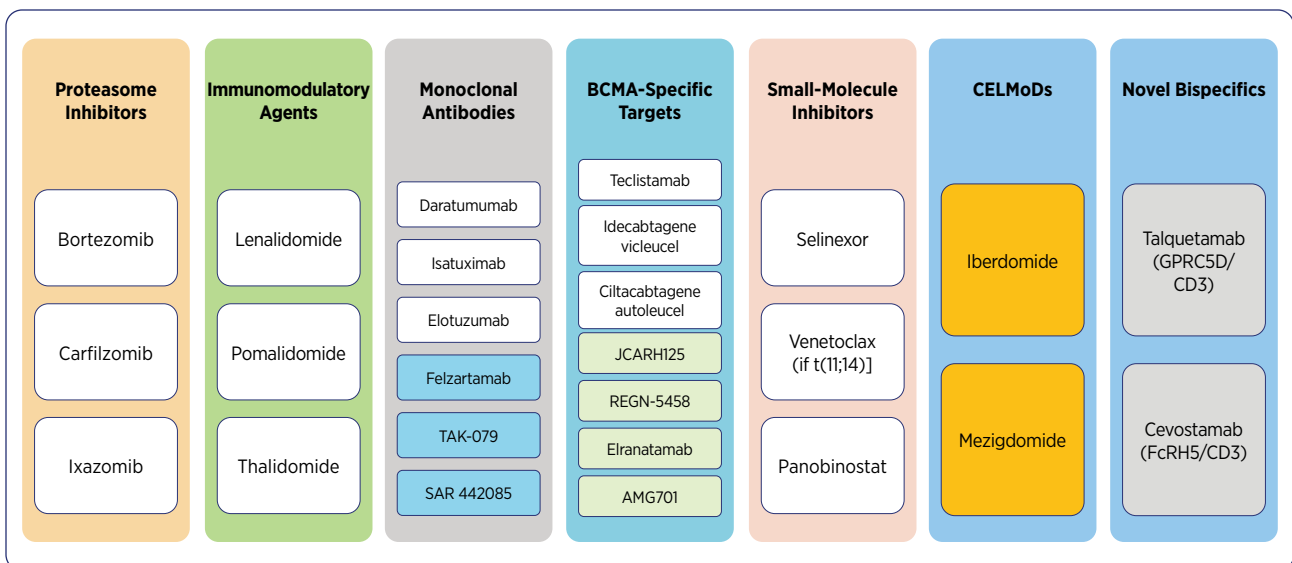 Proteasome
Inhibitors
Bortezomib
Carfilzomib
Ixazomib
Immunomodulatory
Agents
Lenalidomide
Pomalidomide
Thalidomide
Monoclonal
Antibodies
Daratumumab
Isatuximab
Elotuzumab
Felzartamab
TAK-079
SAR 442085
BCMA-Specific
Targets
Teclistamab
Idecabtagene
vicleucel
Ciltacabtagene
autoleucel
JCARH125
REGN-5458
Elranatamab
AMG701
Small-Molecule
Inhibitors
Selinexor
Venetoclax
(if t(11;14)]
Panobinostat
CELMoDs
Iberdomide
Mezigdomide
Novel Bispecifics
Talquetamab
(GPRC5D/
CD3)
Cevostamab
(FcRH5/CD3)